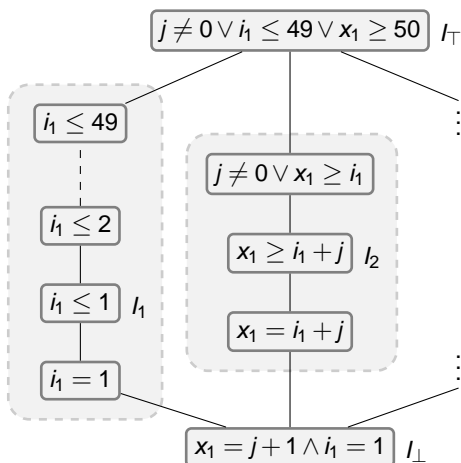 j ≠ 0 ∨ i₁ ≤ 49 ∨ x₁ ≥ 50 I⊤
i₁ ≤ 49
⋮
j ≠ 0 ∨ x₁ ≥ i₁
i₁ ≤ 2
x₁ ≥ i₁ + j I₂
i₁ ≤ 1 I₁
x₁ = i₁ + j
i₁ = 1
⋮
x₁ = j + 1 ∧ i₁ = 1 I⊥